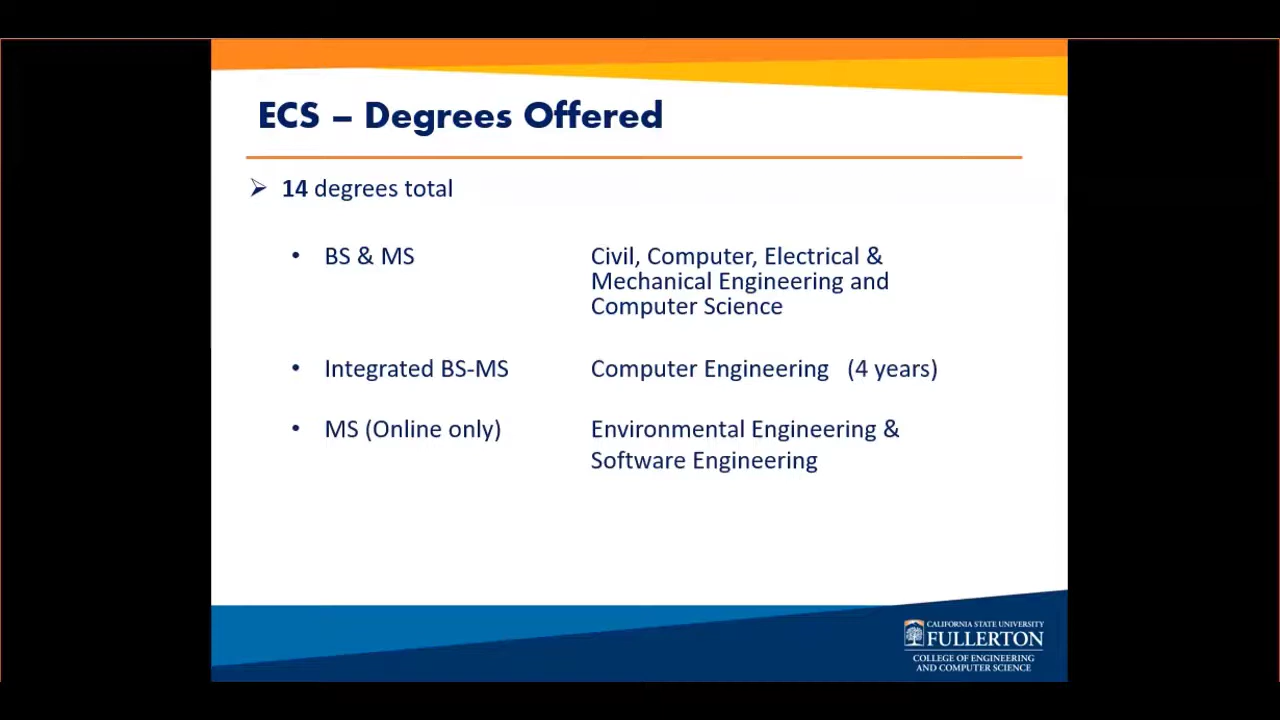 ECS – Degrees Offered
➢ 14 degrees total
• BS & MS
Civil, Computer, Electrical &
Mechanical Engineering and
Computer Science
• Integrated BS-MS
Computer Engineering (4 years)
• MS (Online only)
Environmental Engineering &
Software Engineering
CALIFORNIA STATE UNIVERSITY
FULLERTON
COLLEGE OF ENGINEERING
AND COMPUTER SCIENCE